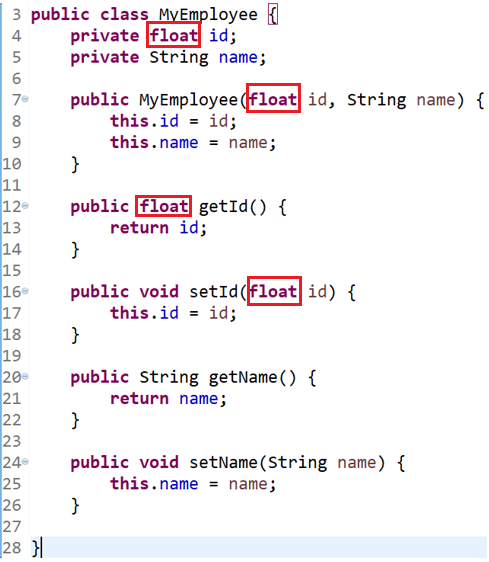 3 public class MyEmployee {
4     private float id;
5     private String name;
6
7     public MyEmployee(float id, String name) {
8         this.id = id;
9         this.name = name;
10     }
11
12     public float getId() {
13         return id;
14     }
15
16     public void setId(float id) {
17         this.id = id;
18     }
19
20     public String getName() {
21         return name;
22     }
23
24     public void setName(String name) {
25         this.name = name;
26     }
27
28 }